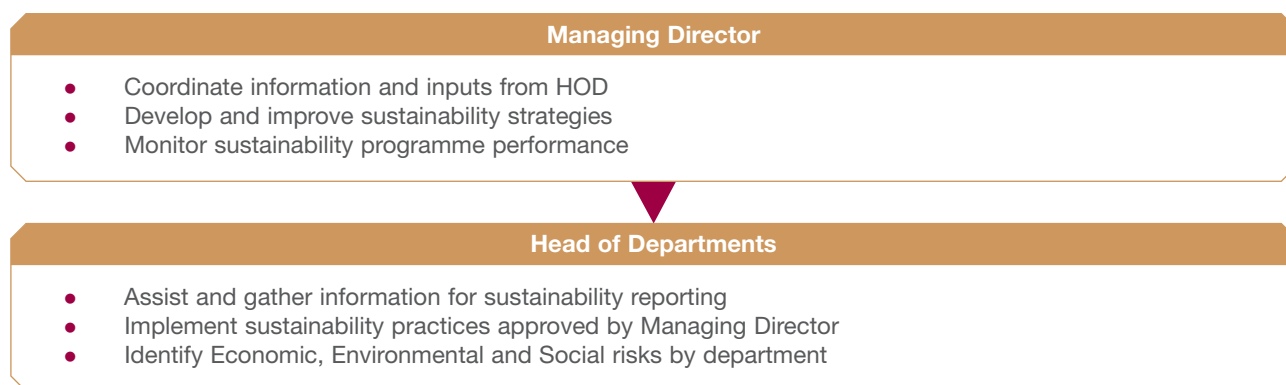 Managing Director
● Coordinate information and inputs from HOD
● Develop and improve sustainability strategies
● Monitor sustainability programme performance
Head of Departments
● Assist and gather information for sustainability reporting
● Implement sustainability practices approved by Managing Director
● Identify Economic, Environmental and Social risks by department